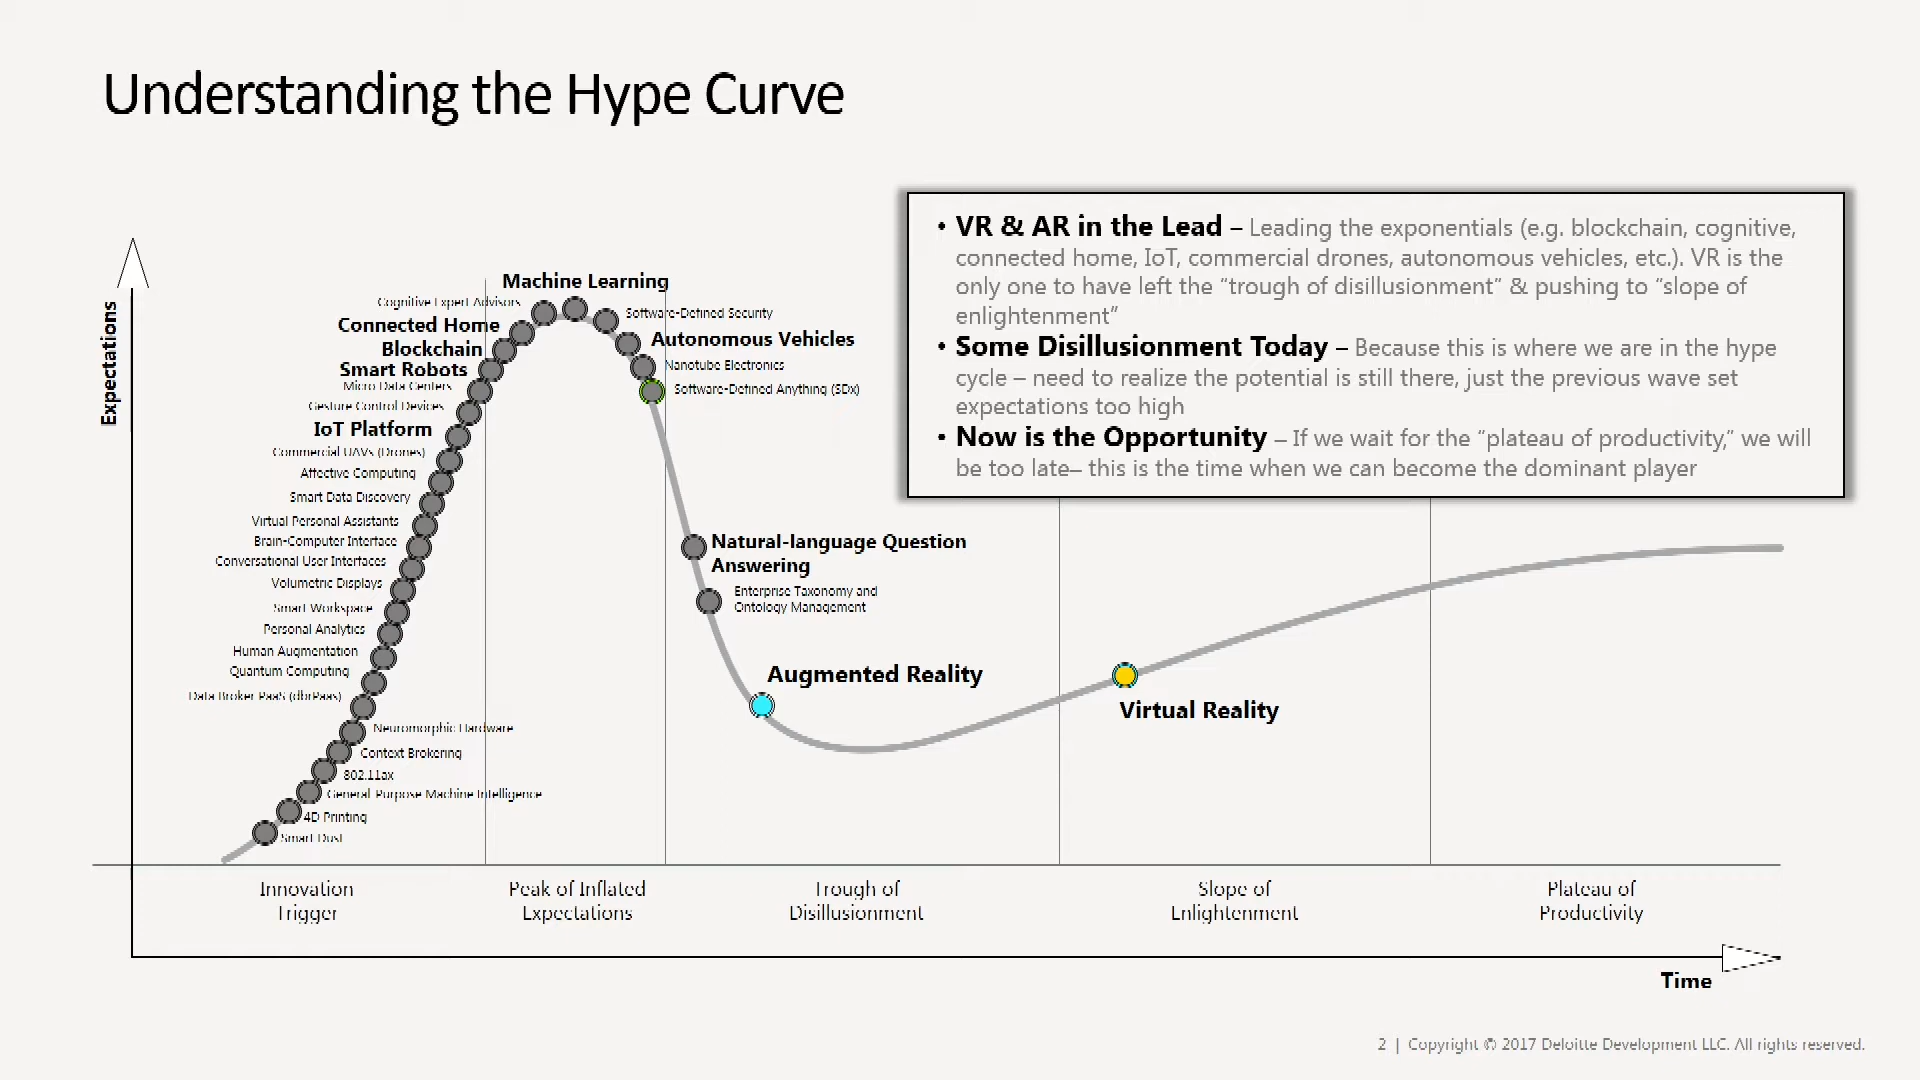 Understanding the Hype Curve
• VR & AR in the Lead – Leading the exponentials (e.g. blockchain, cognitive,
connected home, IoT, commercial drones, autonomous vehicles, etc.). VR is the
only one to have left the “trough of disillusionment” & pushing to “slope of
enlightenment”
• Some Disillusionment Today – Because this is where we are in the hype
cycle – need to realize the potential is still there, just the previous wave set
expectations too high
• Now is the Opportunity – If we wait for the “plateau of productivity,” we will
be too late– this is the time when we can become the dominant player
Expectations
Machine Learning
Cognitive Expert Advisors
Software-Defined Security
Connected Home
Autonomous Vehicles
Blockchain
Nanotube Electronics
Smart Robots
Micro Data Centers
Software-Defined Anything (SDx)
Gesture Control Devices
IoT Platform
Commercial UAVs (Drones)
Affective Computing
Smart Data Discovery
Virtual Personal Assistants
Brain-Computer Interface
Conversational User Interfaces
Volumetric Displays
Smart Workspace
Personal Analytics
Human Augmentation
Quantum Computing
Data Broker PaaS (dbrPaas)
Neuromorphic Hardware
Context Brokering
802.11ax
General-Purpose Machine Intelligence
4D Printing
Smart Dust
Natural-language Question
Answering
Enterprise Taxonomy and
Ontology Management
Augmented Reality
Virtual Reality
Innovation
Trigger
Peak of Inflated
Expectations
Trough of
Disillusionment
Slope of
Enlightenment
Plateau of
Productivity
Time
2 | Copyright © 2017 Deloitte Development LLC. All rights reserved.